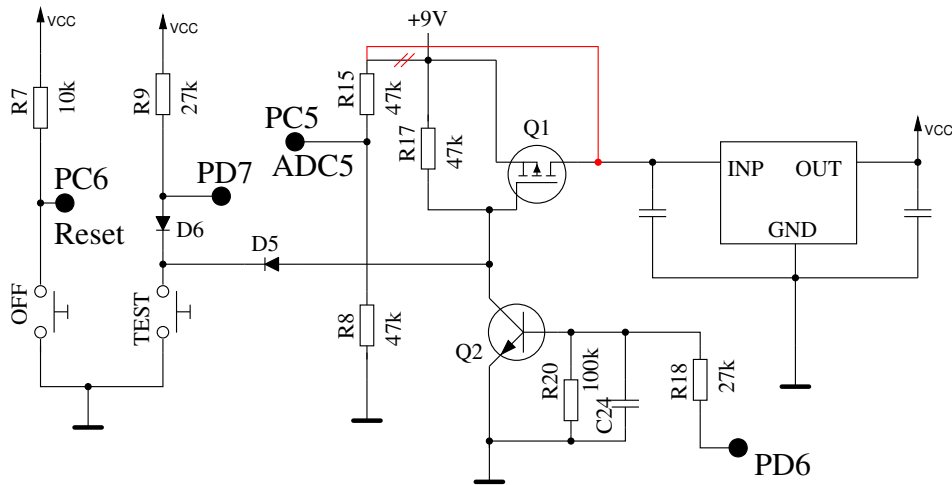 +9V
VCC
VCC
R7
10k
R9
27k
R15
47k
PC5
ADC5
R17
47k
Q1
VCC
INP
OUT
GND
PC6
Reset
PD7
D6
D5
OFF
TEST
R8
47k
Q2
R20
100k
C24
R18
27k
PD6